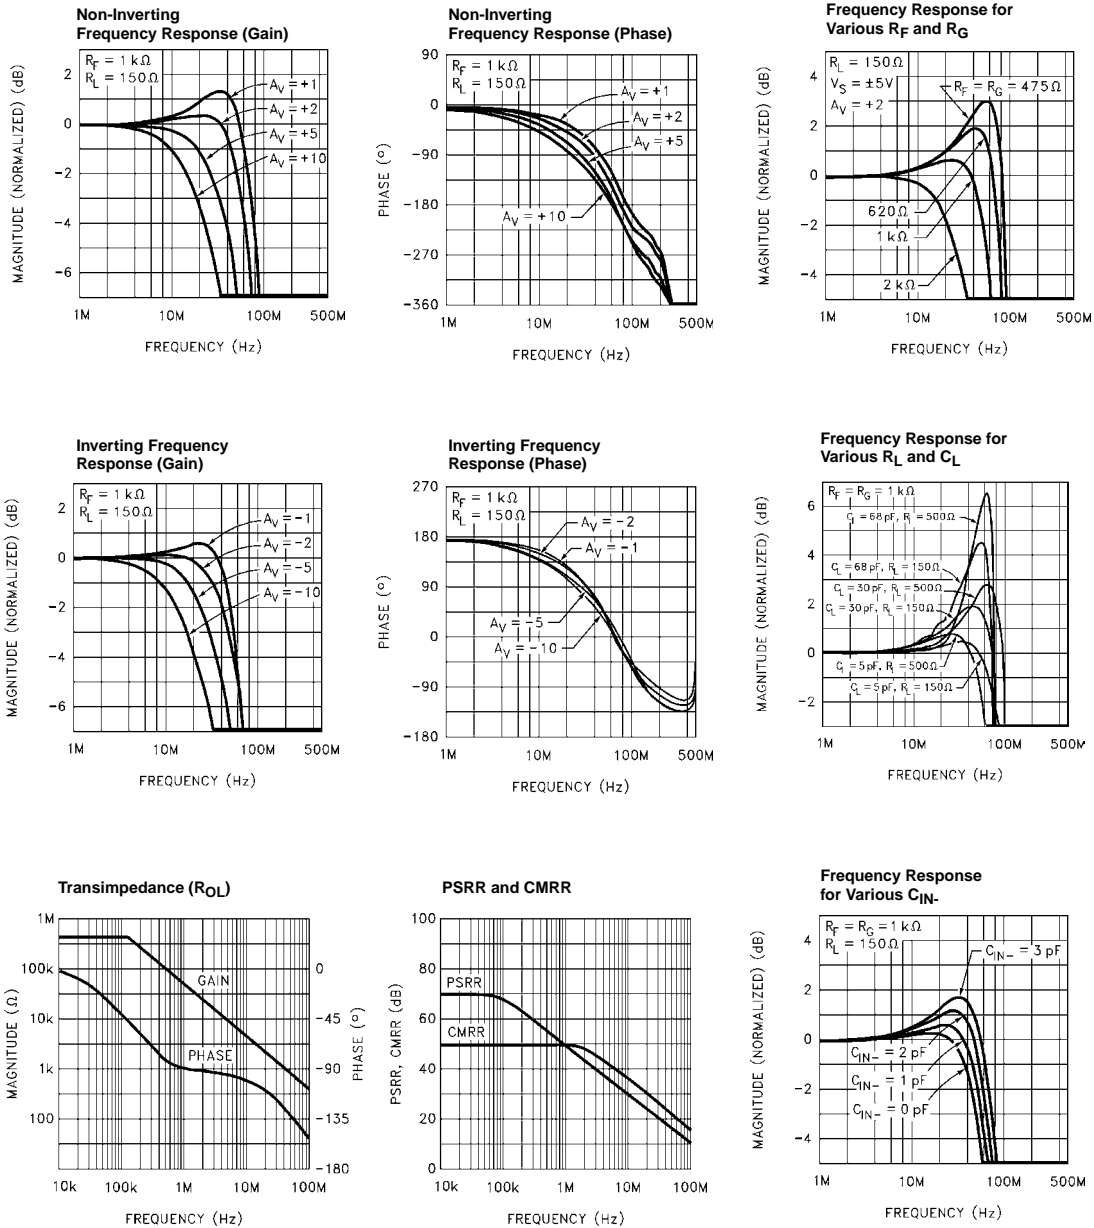 Non-Inverting
Frequency Response (Gain)
MAGNITUDE (NORMALIZED) (dB)
2
0
−2
−4
−6
R_F = 1 kΩ
R_L = 150Ω
A_V = +1
A_V = +2
A_V = +5
A_V = +10
1M
10M
100M
500M
FREQUENCY (Hz)
Non-Inverting
Frequency Response (Phase)
PHASE (°)
90
0
−90
−180
−270
−360
R_F = 1 kΩ
R_L = 150Ω
A_V = +1
A_V = +2
A_V = +5
A_V = +10
1M
10M
100M
500M
FREQUENCY (Hz)
Frequency Response for
Various R_F and R_G
MAGNITUDE (NORMALIZED) (dB)
4
2
0
−2
−4
R_L = 150Ω
V_S = ±5V
A_V = +2
R_F = R_G = 475Ω
620Ω
1 kΩ
2 kΩ
1M
10M
100M
500M
FREQUENCY (Hz)
Inverting Frequency
Response (Gain)
MAGNITUDE (NORMALIZED) (dB)
2
0
−2
−4
−6
R_F = 1 kΩ
R_L = 150Ω
A_V = −1
A_V = −2
A_V = −5
A_V = −10
1M
10M
100M
500M
FREQUENCY (Hz)
Inverting Frequency
Response (Phase)
PHASE (°)
270
180
90
0
−90
−180
R_F = 1 kΩ
R_L = 150Ω
A_V = −2
A_V = −1
A_V = −5
A_V = −10
1M
10M
100M
500M
FREQUENCY (Hz)
Frequency Response for
Various R_L and C_L
MAGNITUDE (NORMALIZED) (dB)
6
4
2
0
−2
R_F = R_G = 1 kΩ
C_L = 68 pF, R_L = 500Ω
C_L = 68 pF, R_L = 150Ω
C_L = 30 pF, R_L = 500Ω
C_L = 30 pF, R_L = 150Ω
C_L = 5 pF, R_L = 500Ω
C_L = 5 pF, R_L = 150Ω
1M
10M
100M
500M
FREQUENCY (Hz)
Transimpedance (R_OL)
MAGNITUDE (Ω)
1M
100k
10k
1k
100
GAIN
PHASE
0
−45
−90
−135
−180
PHASE (°)
10k
100k
1M
10M
100M
FREQUENCY (Hz)
PSRR and CMRR
PSRR, CMRR (dB)
100
80
60
40
20
0
PSRR
CMRR
10k
100k
1M
10M
100M
FREQUENCY (Hz)
Frequency Response
for Various C_IN-
MAGNITUDE (NORMALIZED) (dB)
4
2
0
−2
−4
R_F = R_G = 1 kΩ
R_L = 150Ω
C_IN− = 3 pF
C_IN− = 2 pF
C_IN− = 1 pF
C_IN− = 0 pF
1M
10M
100M
500M
FREQUENCY (Hz)